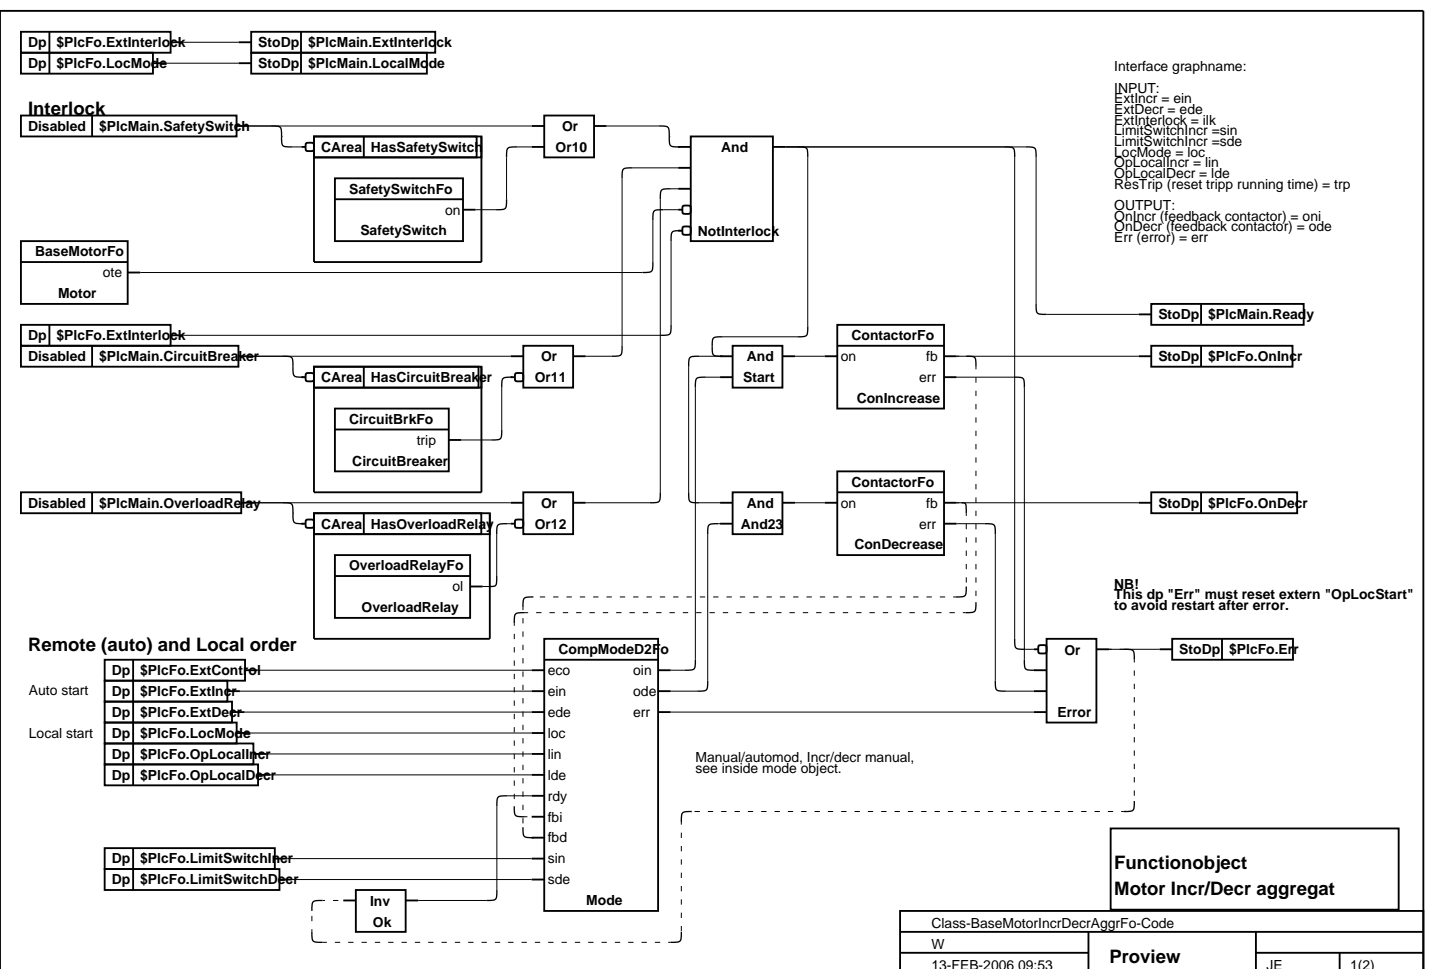 Dp $PlcFo.ExtInterlock StoDp $PlcMain.ExtInterlock
Dp $PlcFo.LocMode StoDp $PlcMain.LocalMode
Interface graphname:
INPUT:
ExtIncr = ein
ExtDecr = ede
ExtInterlock = ilk
LimitSwitchIncr =sin
LimitSwitchIncr =sde
LocMode = loc
OpLocalIncr = lin
OpLocalDecr = lde
ResTrip (reset tripp running time) = trp
OUTPUT:
OnIncr (feedback contactor) = oni
OnDecr (feedback contactor) = ode
Err (error) = err
Interlock
Disabled $PlcMain.SafetySwitch
CArea HasSafetySwitch
SafetySwitchFo
on
SafetySwitch
Or
Or10
And
NotInterlock
BaseMotorFo
ote
Motor
Dp $PlcFo.ExtInterlock
Disabled $PlcMain.CircuitBreaker
CArea HasCircuitBreaker
CircuitBrkFo
trip
CircuitBreaker
Or
Or11
And
Start
ContactorFo
on fb
err
ConIncrease
StoDp $PlcMain.Ready
StoDp $PlcFo.OnIncr
Disabled $PlcMain.OverloadRelay
CArea HasOverloadRelay
OverloadRelayFo
ol
OverloadRelay
Or
Or12
And
And23
ContactorFo
on fb
err
ConDecrease
StoDp $PlcFo.OnDecr
NB!
This dp "Err" must reset extern "OpLocStart"
to avoid restart after error.
Remote (auto) and Local order
Dp $PlcFo.ExtControl
Auto start Dp $PlcFo.ExtIncr
Dp $PlcFo.ExtDecr
Local start Dp $PlcFo.LocMode
Dp $PlcFo.OpLocalIncr
Dp $PlcFo.OpLocalDecr
Dp $PlcFo.LimitSwitchIncr
Dp $PlcFo.LimitSwitchDecr
CompModeD2Fo
eco oin
ein ode
ede err
loc
lin
lde
rdy
fbi
fbd
sin
sde
Mode
Inv
Ok
Or
Error
StoDp $PlcFo.Err
Manual/automod, Incr/decr manual,
see inside mode object.
Functionobject
Motor Incr/Decr aggregat
Class-BaseMotorIncrDecrAggrFo-Code
W
13-FEB-2006 09:53 Proview JE 1(2)